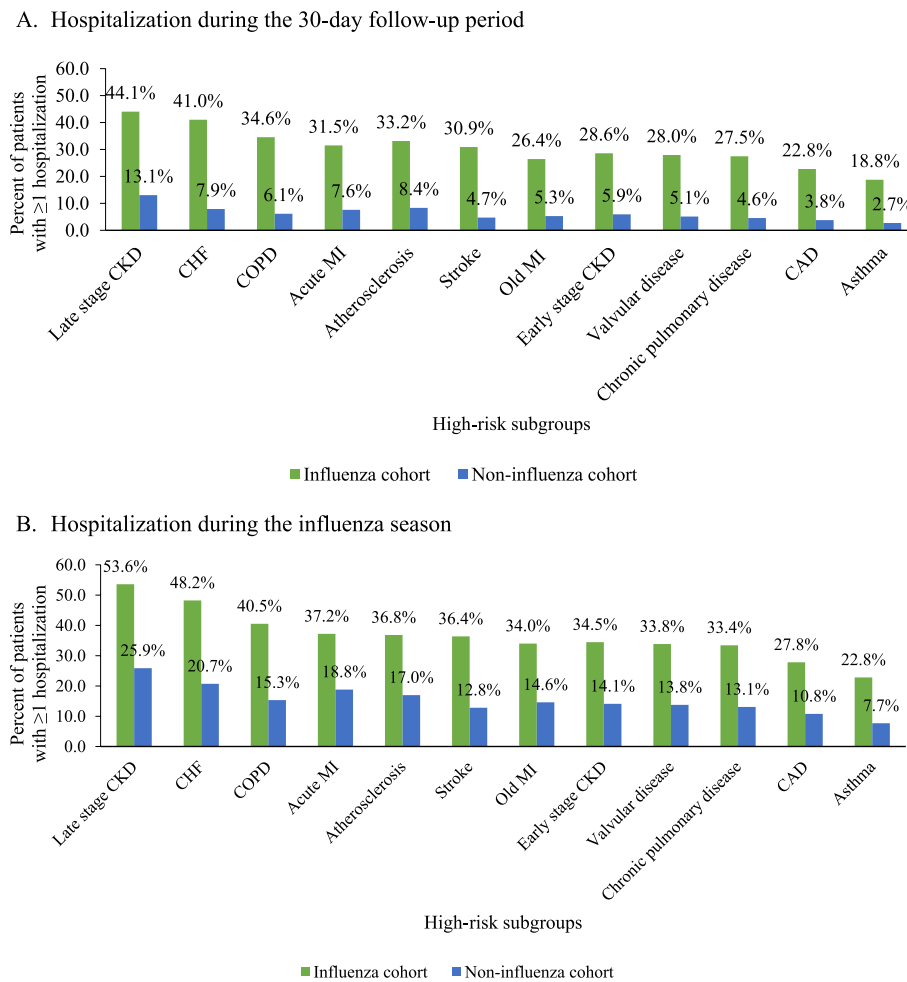 A. Hospitalization during the 30-day follow-up period
Percent of patients
with ≥1 hospitalization
60.0
50.0
40.0
30.0
20.0
10.0
0.0
44.1%
13.1%
41.0%
7.9%
34.6%
6.1%
31.5%
7.6%
33.2%
8.4%
30.9%
4.7%
26.4%
5.3%
28.6%
5.9%
28.0%
5.1%
27.5%
4.6%
22.8%
3.8%
18.8%
2.7%
Late stage CKD
CHF
COPD
Acute MI
Atherosclerosis
Stroke
Old MI
Early stage CKD
Valvular disease
Chronic pulmonary disease
CAD
Asthma
High-risk subgroups
Influenza cohort
Non-influenza cohort
B. Hospitalization during the influenza season
Percent of patients
with ≥1 hospitalization
60.0
50.0
40.0
30.0
20.0
10.0
0.0
53.6%
25.9%
48.2%
20.7%
40.5%
15.3%
37.2%
18.8%
36.8%
17.0%
36.4%
12.8%
34.0%
14.6%
34.5%
14.1%
33.8%
13.8%
33.4%
13.1%
27.8%
10.8%
22.8%
7.7%
Late stage CKD
CHF
COPD
Acute MI
Atherosclerosis
Stroke
Old MI
Early stage CKD
Valvular disease
Chronic pulmonary disease
CAD
Asthma
High-risk subgroups
Influenza cohort
Non-influenza cohort